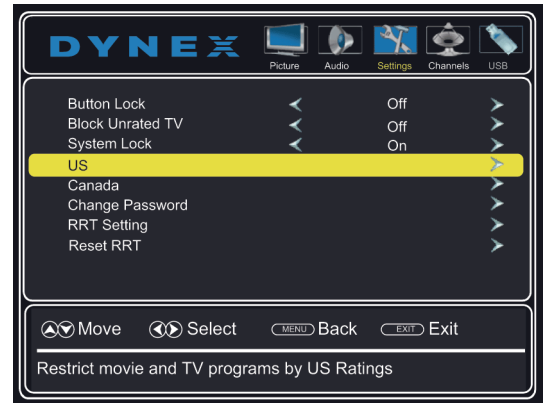 DYNEX
Picture Audio Settings Channels USB
Button Lock Off
Block Unrated TV Off
System Lock On
US
Canada
Change Password
RRT Setting
Reset RRT
Move Select MENU Back EXIT Exit
Restrict movie and TV programs by US Ratings